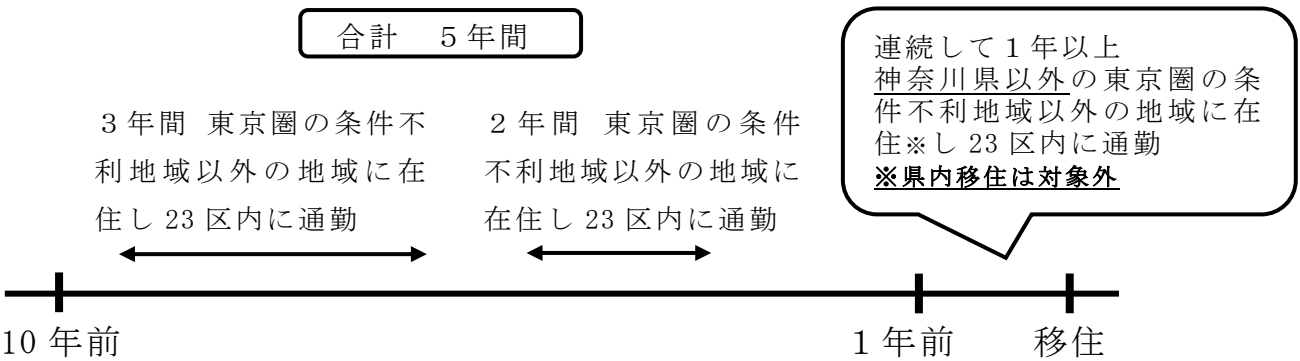 合計　５年間
３年間 東京圏の条件不
利地域以外の地域に在
住し 23 区内に通勤
２年間 東京圏の条件
不利地域以外の地域に
在住し 23 区内に通勤
連続して１年以上
神奈川県以外の東京圏の条
件不利地域以外の地域に在
住※し 23 区内に通勤
※県内移住は対象外
10 年前
１年前
移住